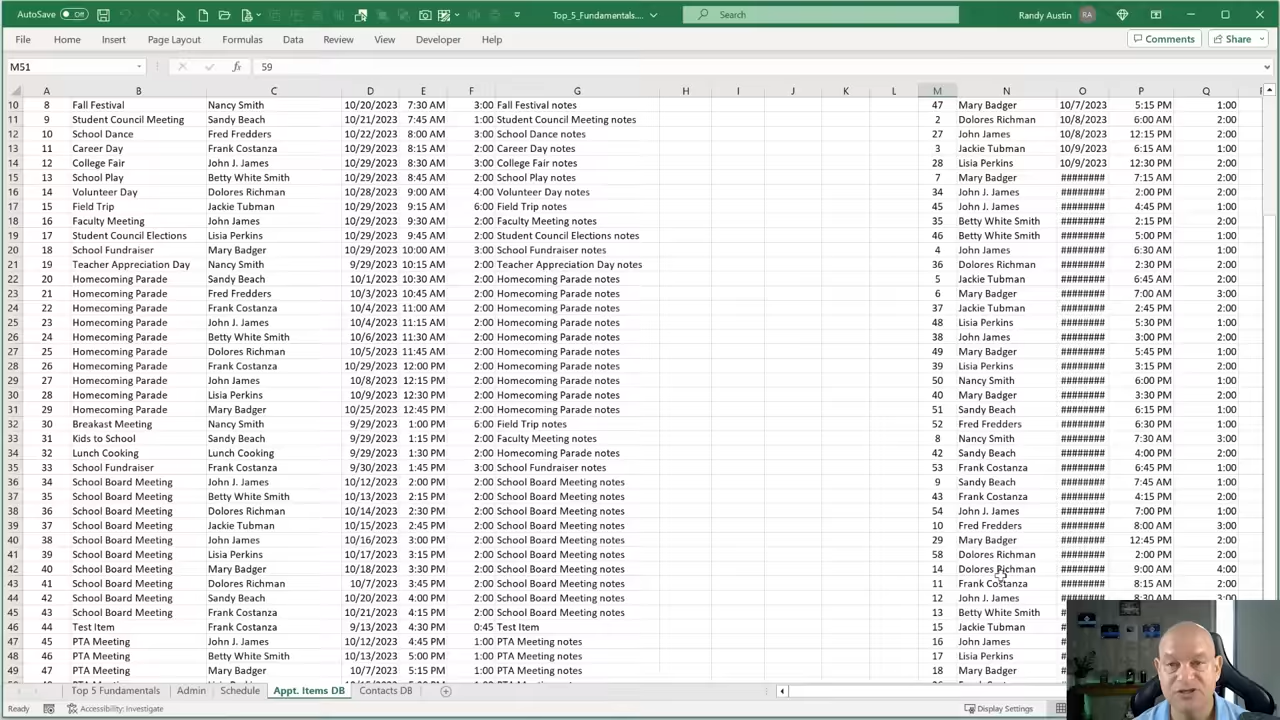 AutoSave Off Top_5_Fundamentals.... Search Randy Austin RA
File Home Insert Page Layout Formulas Data Review View Developer Help Comments Share
M51 fx 59
A B C D E F G H I J K L M N O P Q
10 8 Fall Festival Nancy Smith 10/20/2023 7:30 AM 3:00 Fall Festival notes 47 Mary Badger 10/7/2023 5:15 PM 1:00
11 9 Student Council Meeting Sandy Beach 10/21/2023 7:45 AM 1:00 Student Council Meeting notes 2 Dolores Richman 10/8/2023 6:00 AM 2:00
12 10 School Dance Fred Fredders 10/22/2023 8:00 AM 3:00 School Dance notes 27 John James 10/8/2023 12:15 PM 2:00
13 11 Career Day Frank Costanza 10/29/2023 8:15 AM 2:00 Career Day notes 3 Jackie Tubman 10/9/2023 6:15 AM 1:00
14 12 College Fair John J. James 10/29/2023 8:30 AM 3:00 College Fair notes 28 Lisia Perkins 10/9/2023 12:30 PM 2:00
15 13 School Play Betty White Smith 10/29/2023 8:45 AM 2:00 School Play notes 7 Mary Badger ######## 7:15 AM 2:00
16 14 Volunteer Day Dolores Richman 10/28/2023 9:00 AM 4:00 Volunteer Day notes 34 John J. James ######## 2:00 PM 2:00
17 15 Field Trip Jackie Tubman 10/29/2023 9:15 AM 6:00 Field Trip notes 45 John J. James ######## 4:45 PM 1:00
18 16 Faculty Meeting John James 10/29/2023 9:30 AM 2:00 Faculty Meeting notes 35 Betty White Smith ######## 2:15 PM 2:00
19 17 Student Council Elections Lisia Perkins 10/29/2023 9:45 AM 2:00 Student Council Elections notes 46 Betty White Smith ######## 5:00 PM 1:00
20 18 School Fundraiser Mary Badger 10/29/2023 10:00 AM 3:00 School Fundraiser notes 4 John James ######## 6:30 AM 1:00
21 19 Teacher Appreciation Day Nancy Smith 9/29/2023 10:15 AM 2:00 Teacher Appreciation Day notes 36 Dolores Richman ######## 2:30 PM 2:00
22 20 Homecoming Parade Sandy Beach 10/1/2023 10:30 AM 2:00 Homecoming Parade notes 5 Jackie Tubman ######## 6:45 AM 2:00
23 21 Homecoming Parade Fred Fredders 10/3/2023 10:45 AM 2:00 Homecoming Parade notes 6 Mary Badger ######## 7:00 AM 3:00
24 22 Homecoming Parade Frank Costanza 10/4/2023 11:00 AM 2:00 Homecoming Parade notes 37 Jackie Tubman ######## 2:45 PM 2:00
25 23 Homecoming Parade John J. James 10/4/2023 11:15 AM 2:00 Homecoming Parade notes 48 Lisia Perkins ######## 5:30 PM 1:00
26 24 Homecoming Parade Betty White Smith 10/6/2023 11:30 AM 2:00 Homecoming Parade notes 38 John James ######## 3:00 PM 2:00
27 25 Homecoming Parade Dolores Richman 10/5/2023 11:45 AM 2:00 Homecoming Parade notes 49 Mary Badger ######## 5:45 PM 1:00
28 26 Homecoming Parade Frank Costanza 10/29/2023 12:00 PM 2:00 Homecoming Parade notes 39 Lisia Perkins ######## 3:15 PM 2:00
29 27 Homecoming Parade John James 10/8/2023 12:15 PM 2:00 Homecoming Parade notes 50 Nancy Smith ######## 6:00 PM 1:00
30 28 Homecoming Parade Lisia Perkins 10/9/2023 12:30 PM 2:00 Homecoming Parade notes 40 Mary Badger ######## 3:30 PM 2:00
31 29 Homecoming Parade Mary Badger 10/25/2023 12:45 PM 2:00 Homecoming Parade notes 51 Sandy Beach ######## 6:15 PM 1:00
32 30 Breakast Meeting Nancy Smith 9/29/2023 1:00 PM 6:00 Field Trip notes 52 Fred Fredders ######## 6:30 PM 1:00
33 31 Kids to School Sandy Beach 9/29/2023 1:15 PM 2:00 Faculty Meeting notes 8 Nancy Smith ######## 7:30 AM 3:00
34 32 Lunch Cooking Lunch Cooking 9/29/2023 1:30 PM 2:00 Homecoming Parade notes 42 Sandy Beach ######## 4:00 PM 2:00
35 33 School Fundraiser Frank Costanza 9/30/2023 1:45 PM 2:00 School Fundraiser notes 53 Frank Costanza ######## 6:45 PM 1:00
36 34 School Board Meeting John J. James 10/12/2023 2:00 PM 2:00 School Board Meeting notes 9 Sandy Beach ######## 7:45 AM 1:00
37 35 School Board Meeting Betty White Smith 10/13/2023 2:15 PM 2:00 School Board Meeting notes 43 Frank Costanza ######## 4:15 PM 2:00
38 36 School Board Meeting Dolores Richman 10/14/2023 2:30 PM 2:00 School Board Meeting notes 54 John J. James ######## 7:00 PM 1:00
39 37 School Board Meeting Jackie Tubman 10/15/2023 2:45 PM 2:00 School Board Meeting notes 10 Fred Fredders ######## 8:00 AM 3:00
40 38 School Board Meeting John James 10/16/2023 3:00 PM 2:00 School Board Meeting notes 29 Mary Badger ######## 12:45 PM 2:00
41 39 School Board Meeting Lisia Perkins 10/17/2023 3:15 PM 2:00 School Board Meeting notes 58 Dolores Richman ######## 2:00 PM 2:00
42 40 School Board Meeting Mary Badger 10/18/2023 3:30 PM 2:00 School Board Meeting notes 14 Dolores Richman ######## 9:00 AM 4:00
43 41 School Board Meeting Dolores Richman 10/7/2023 3:45 PM 2:00 School Board Meeting notes 11 Frank Costanza ######## 8:15 AM 2:00
44 42 School Board Meeting Sandy Beach 10/20/2023 4:00 PM 2:00 School Board Meeting notes 12 John J. James 8:30 AM 3:00
45 43 School Board Meeting Frank Costanza 10/21/2023 4:15 PM 2:00 School Board Meeting notes 13 Betty White Smith
46 44 Test Item Frank Costanza 9/13/2023 4:30 PM 0:45 Test Item 15 Jackie Tubman
47 45 PTA Meeting John J. James 10/12/2023 4:45 PM 1:00 PTA Meeting notes 16 John James
48 46 PTA Meeting Betty White Smith 10/13/2023 5:00 PM 1:00 PTA Meeting notes 17 Lisia Perkins
49 47 PTA Meeting Mary Badger 10/7/2023 5:15 PM 1:00 PTA Meeting notes 18 Mary Badger
Top 5 Fundamentals Admin Schedule Appt. Items DB Contacts DB
Ready Accessibility: Investigate Display Settings